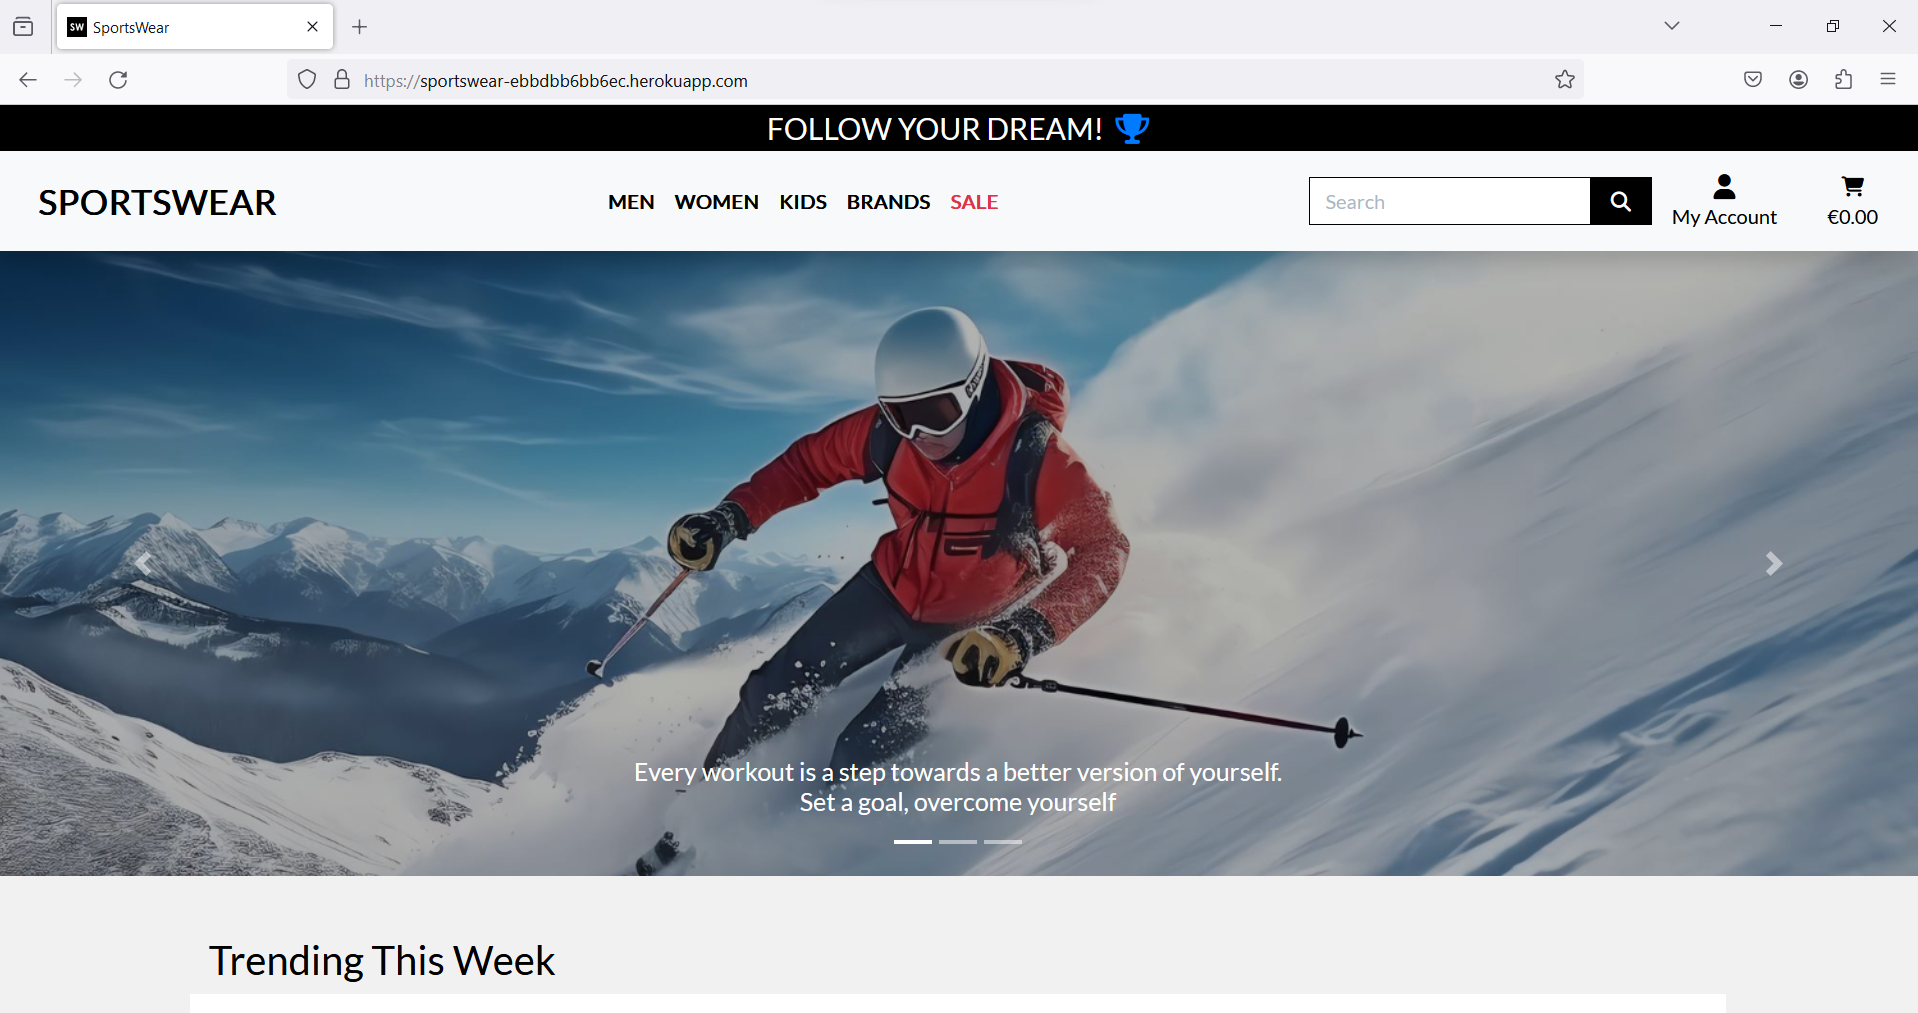 SW SportsWear
https://sportswear-ebbdbb6bb6ec.herokuapp.com
FOLLOW YOUR DREAM!
SPORTSWEAR
MEN WOMEN KIDS BRANDS SALE
Search
My Account
€0.00
Every workout is a step towards a better version of yourself.
Set a goal, overcome yourself
Trending This Week